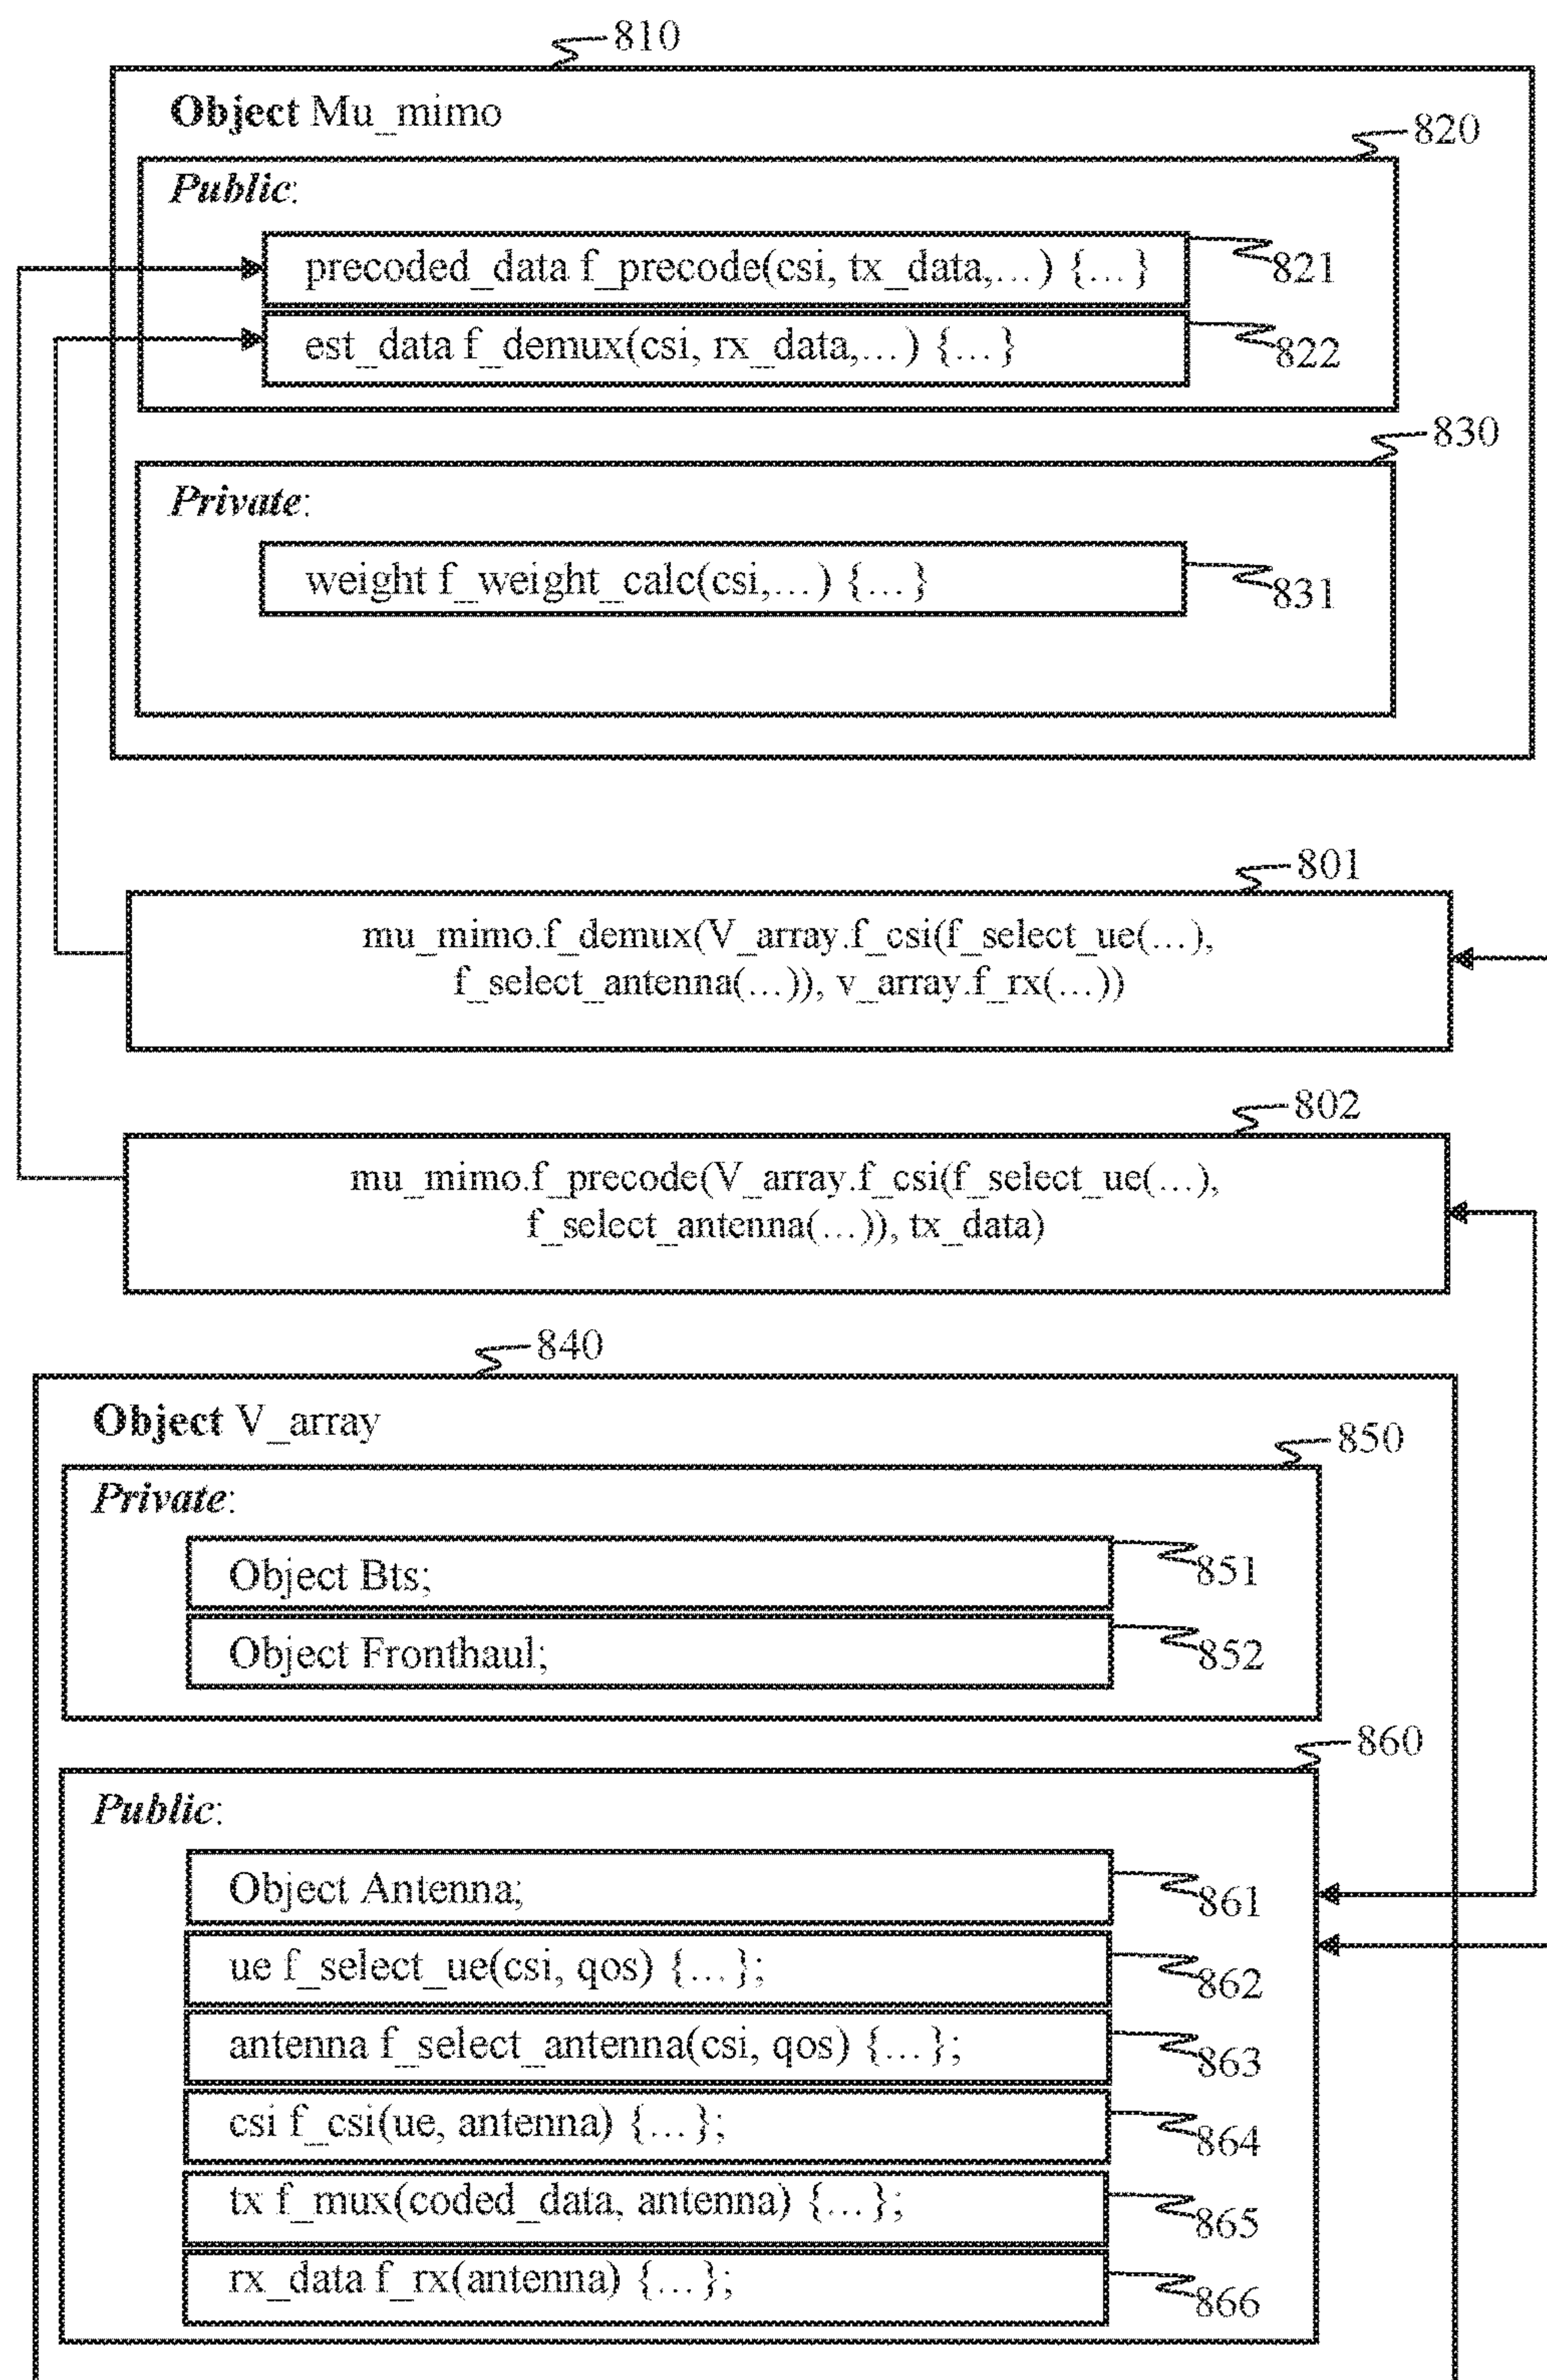 810
Object Mu_mimo
820
Public:
precoded_data f_precode(csi, tx_data,...) {...}
821
est_data f_demux(csi, rx_data,...) {...}
822
830
Private:
weight f_weight_calc(csi,...) {...}
831
801
mu_mimo.f_demux(V_array.f_csi(f_select_ue(...),
f_select_antenna(...)), v_array.f_rx(...))
802
mu_mimo.f_precode(V_array.f_csi(f_select_ue(...),
f_select_antenna(...)), tx_data)
840
Object V_array
850
Private:
Object Bts;
851
Object Fronthaul;
852
860
Public:
Object Antenna;
861
ue f_select_ue(csi, qos) {...};
862
antenna f_select_antenna(csi, qos) {...};
863
csi f_csi(ue, antenna) {...};
864
tx f_mux(coded_data, antenna) {...};
865
rx_data f_rx(antenna) {...};
866